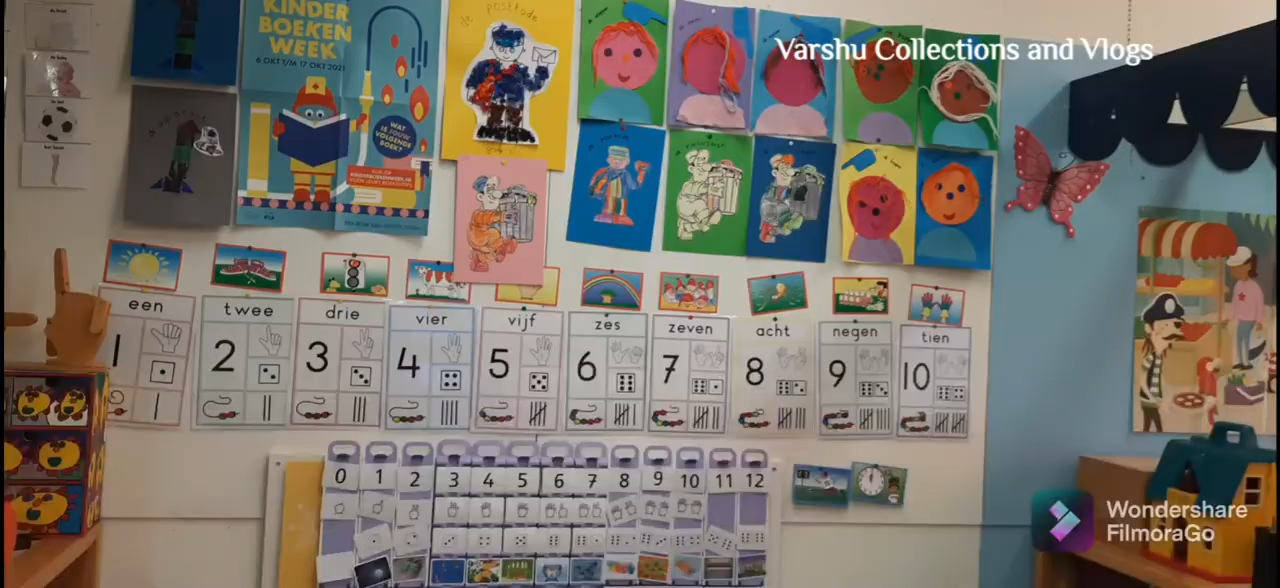 KINDER
BOEKEN
WEEK
6 OKT T/M 17 OKT 2021
WAT
IS JOUW
VOLGENDE
BOEK?
de postbode
Varshu Collections and Vlogs
een
1
twee
2
drie
3
vier
4
vijf
5
zes
6
zeven
7
acht
8
negen
9
tien
10
0 1 2 3 4 5 6 7 8 9 10 11 12
Wondershare
FilmoraGo